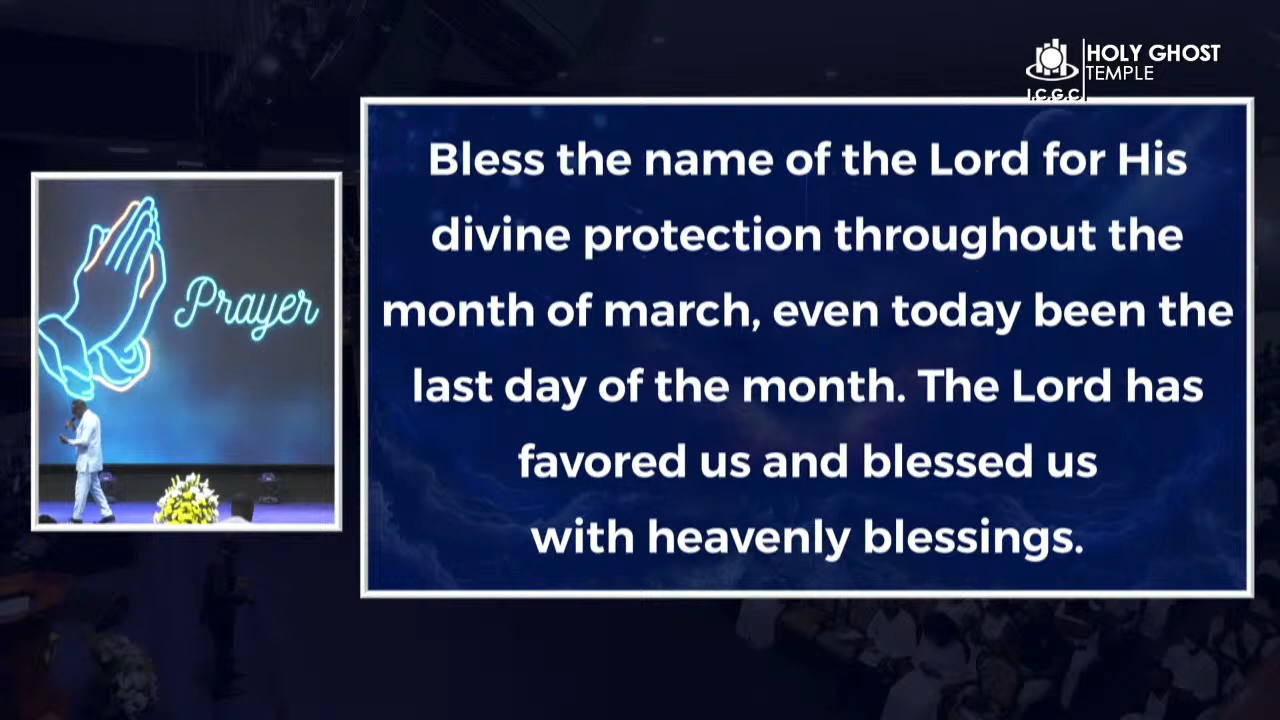 HOLY GHOST
TEMPLE
I.C.G.C
Prayer
Bless the name of the Lord for His
divine protection throughout the
month of march, even today been the
last day of the month. The Lord has
favored us and blessed us
with heavenly blessings.